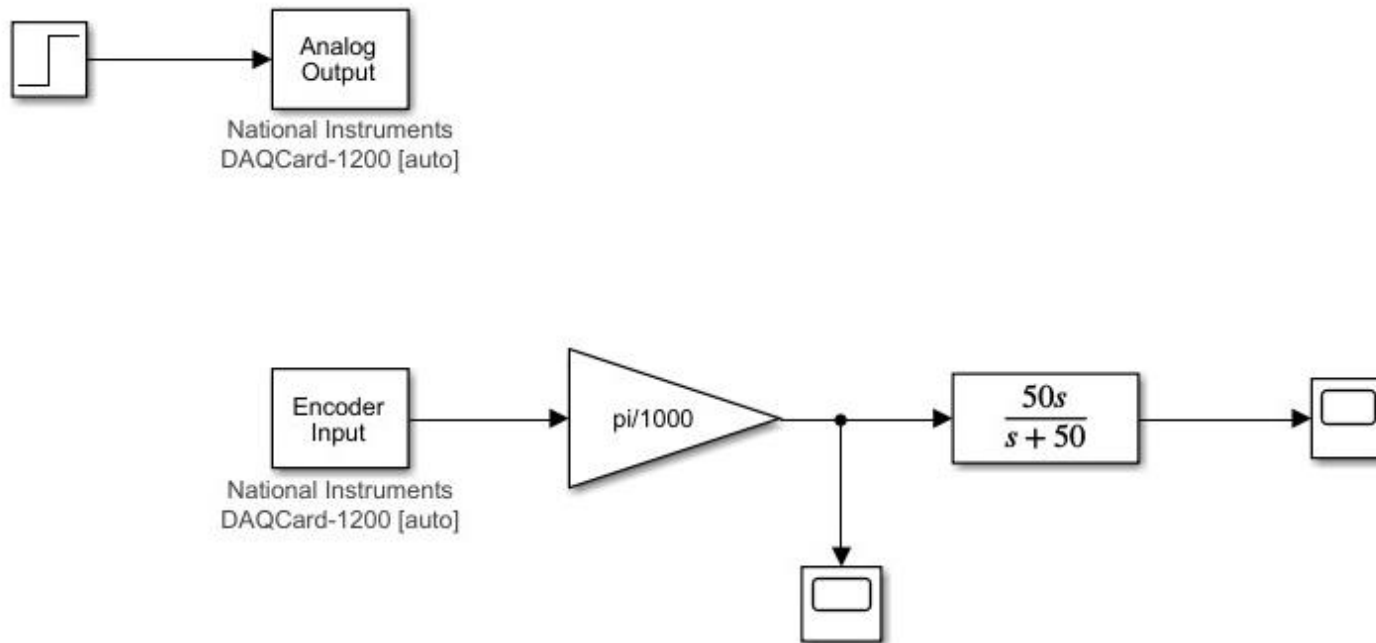 Analog
Output
National Instruments
DAQCard-1200 [auto]
Encoder
Input
National Instruments
DAQCard-1200 [auto]
pi/1000
50s
s + 50